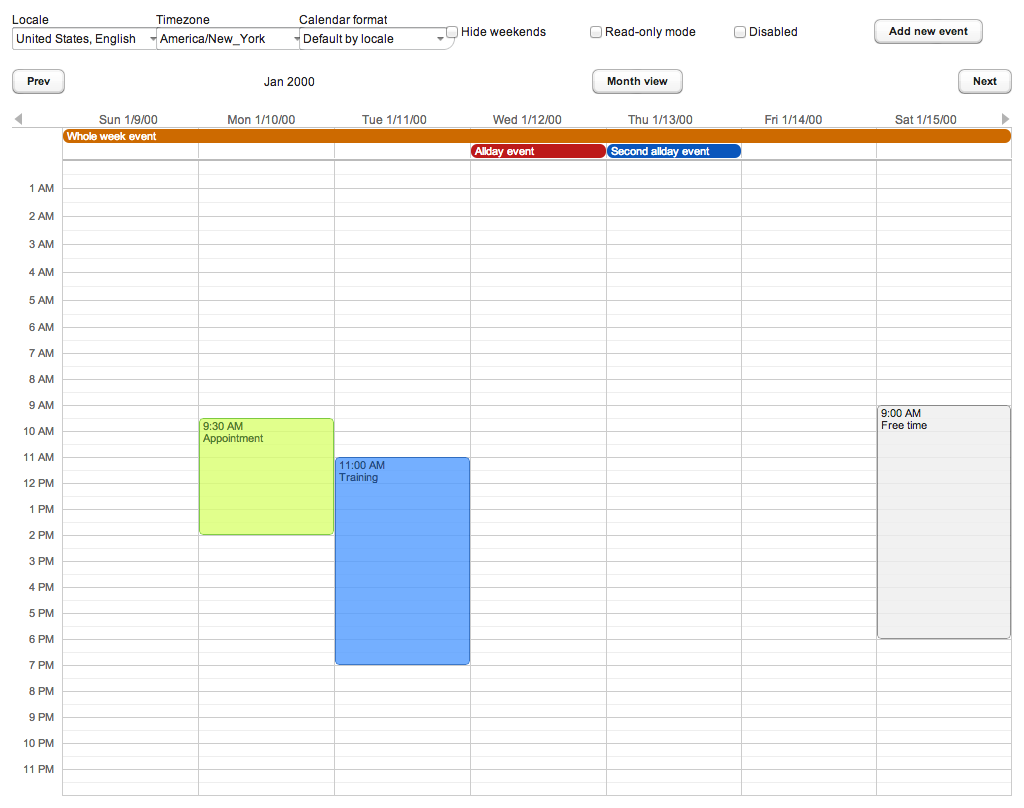 Locale Timezone Calendar format
United States, English America/New_York Default by locale Hide weekends Read-only mode Disabled Add new event
Prev Jan 2000 Month view Next
Sun 1/9/00 Mon 1/10/00 Tue 1/11/00 Wed 1/12/00 Thu 1/13/00 Fri 1/14/00 Sat 1/15/00
Whole week event
Allday event Second allday event
1 AM
2 AM
3 AM
4 AM
5 AM
6 AM
7 AM
8 AM
9 AM
9:00 AM
Free time
9:30 AM
10 AM
Appointment
11 AM
11:00 AM
Training
12 PM
1 PM
2 PM
3 PM
4 PM
5 PM
6 PM
7 PM
8 PM
9 PM
10 PM
11 PM